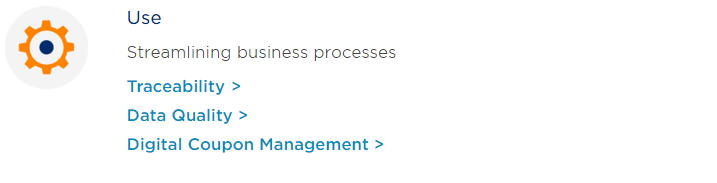 Use
Streamlining business processes
Traceability >
Data Quality >
Digital Coupon Management >